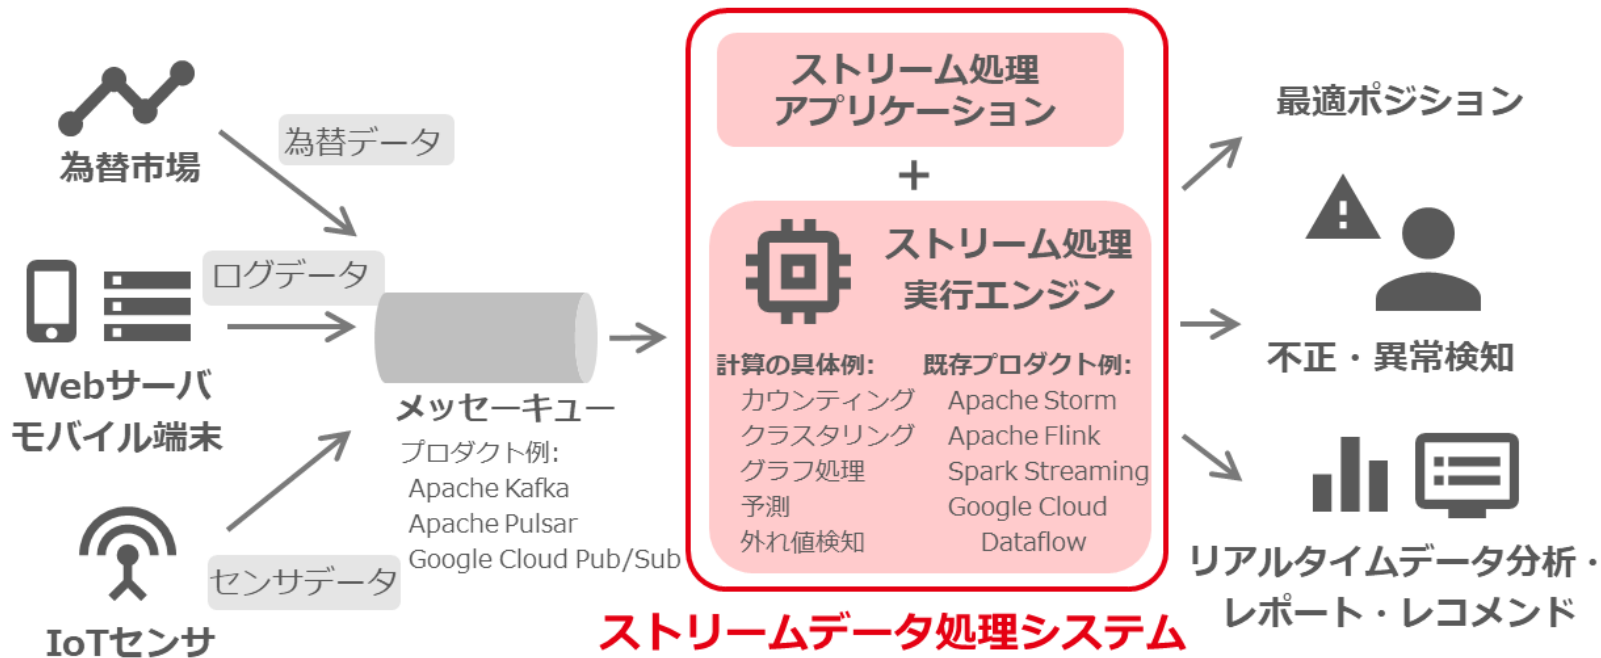 為替市場
為替データ
Webサーバ
モバイル端末
ログデータ
IoTセンサ
センサデータ
メッセーキュー
プロダクト例:
Apache Kafka
Apache Pulsar
Google Cloud Pub/Sub
ストリーム処理
アプリケーション
+
ストリーム処理
実行エンジン
計算の具体例:
カウンティング
クラスタリング
グラフ処理
予測
外れ値検知
既存プロダクト例:
Apache Storm
Apache Flink
Spark Streaming
Google Cloud
Dataflow
ストリームデータ処理システム
最適ポジション
不正・異常検知
リアルタイムデータ分析・
レポート・レコメンド